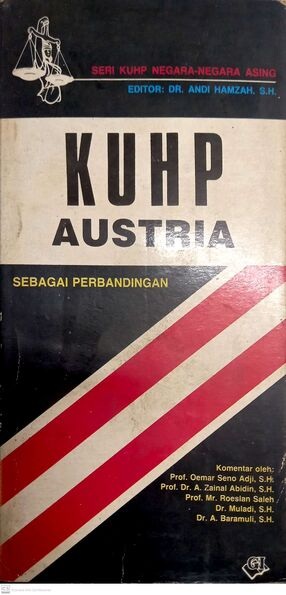 SERI KUHP NEGARA-NEGARA ASING
EDITOR: DR. ANDI HAMZAH, S.H.
KUHP
AUSTRIA
SEBAGAI PERBANDINGAN
Komentar oleh:
Prof. Oemar Seno Adji, S.H.
Prof. Dr. A. Zainal Abidin, S.H.
Prof. Mr. Roeslan Saleh
Dr. Muladi, S.H.
Dr. A. Baramuli, S.H.
GI